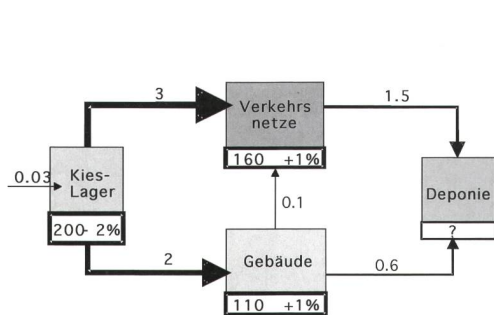 3
Verkehrs
netze
1.5
160 +1%
0.03
Kies-
Lager
200- 2%
0.1
Deponie
?
2
Gebäude
0.6
110 +1%